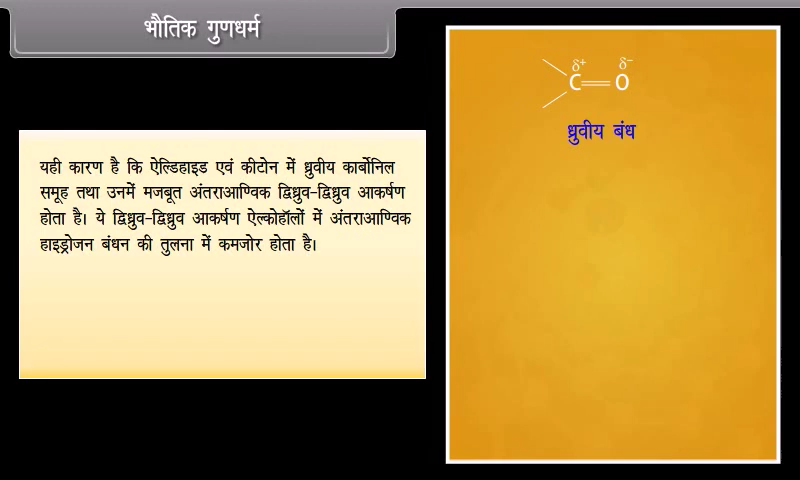 भौतिक गुणधर्म
यही कारण है कि ऐल्डिहाइड एवं कीटोन में ध्रुवीय कार्बोनिल
समूह तथा उनमें मजबूत अंतराआण्विक द्विध्रुव-द्विध्रुव आकर्षण
होता है। ये द्विध्रुव-द्विध्रुव आकर्षण ऐल्कोहॉलों में अंतराआण्विक
हाइड्रोजन बंधन की तुलना में कमजोर होता है।
δ+ δ−
C=O
ध्रुवीय बंध